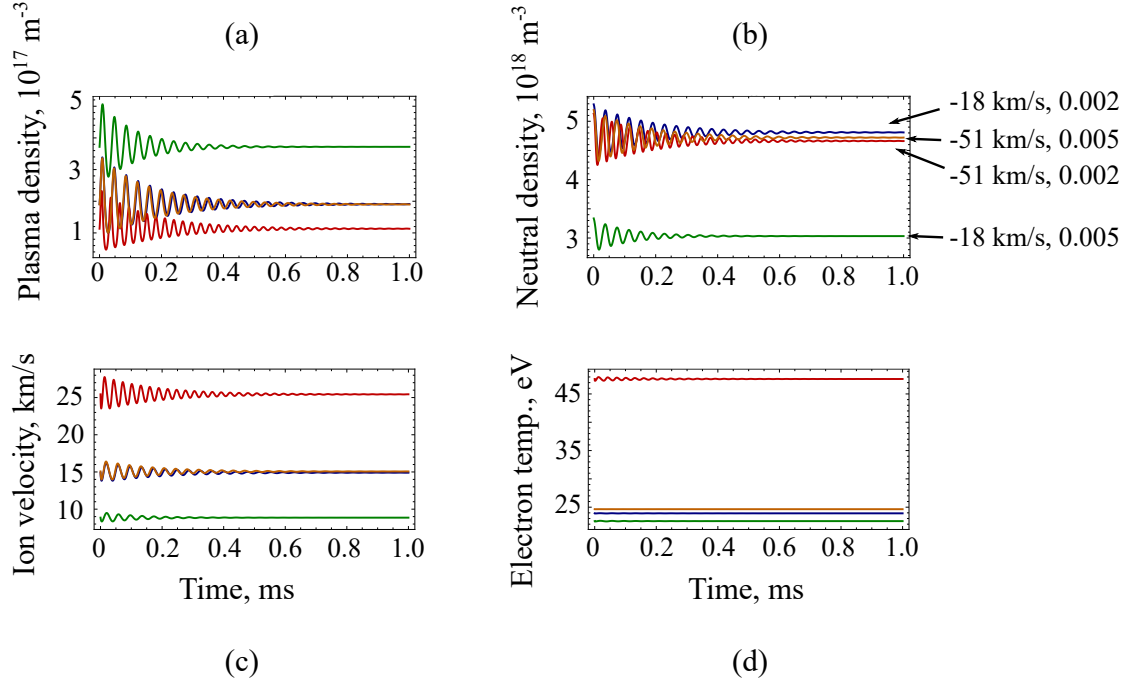 (a)
Plasma density, 10^17 m^-3
5
3
1
0 0.2 0.4 0.6 0.8 1.0
(b)
Neutral density, 10^18 m^-3
5
4
3
0 0.2 0.4 0.6 0.8 1.0
-18 km/s, 0.002
-51 km/s, 0.005
-51 km/s, 0.002
-18 km/s, 0.005
Ion velocity, km/s
25
20
15
10
0 0.2 0.4 0.6 0.8 1.0
Time, ms
(c)
Electron temp., eV
45
35
25
0 0.2 0.4 0.6 0.8 1.0
Time, ms
(d)